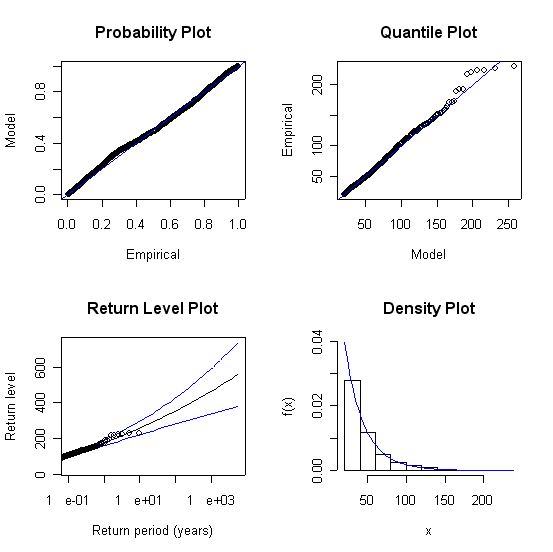 Probability Plot
Model
0.0 0.4 0.8
0.0 0.2 0.4 0.6 0.8 1.0
Empirical
Quantile Plot
Empirical
50 100 200
50 100 150 200 250
Model
Return Level Plot
Return level
0 200 400 600
1 e-01 1 e+01 1 e+03
Return period (years)
Density Plot
f(x)
0.00 0.02 0.04
50 100 150 200
x